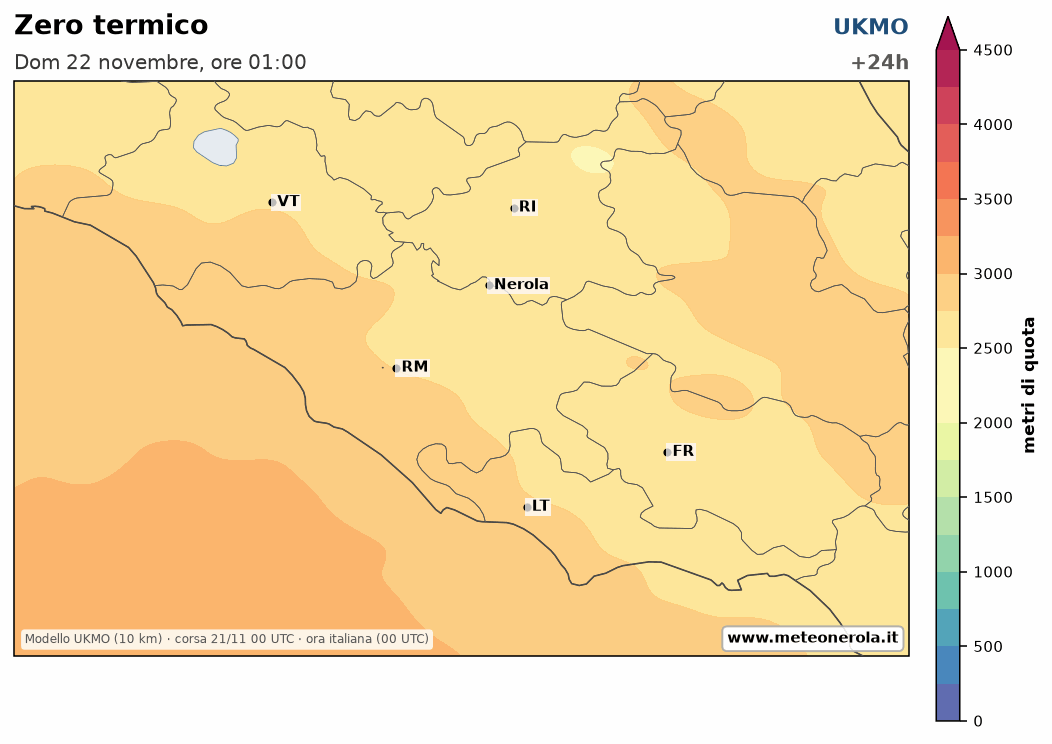 Zero termico
UKMO
Dom 22 novembre, ore 01:00
+24h
VT
RI
Nerola
RM
FR
LT
Modello UKMO (10 km) · corsa 21/11 00 UTC · ora italiana (00 UTC)
www.meteonerola.it
4500
4000
3500
3000
2500
2000
1500
1000
500
0
metri di quota